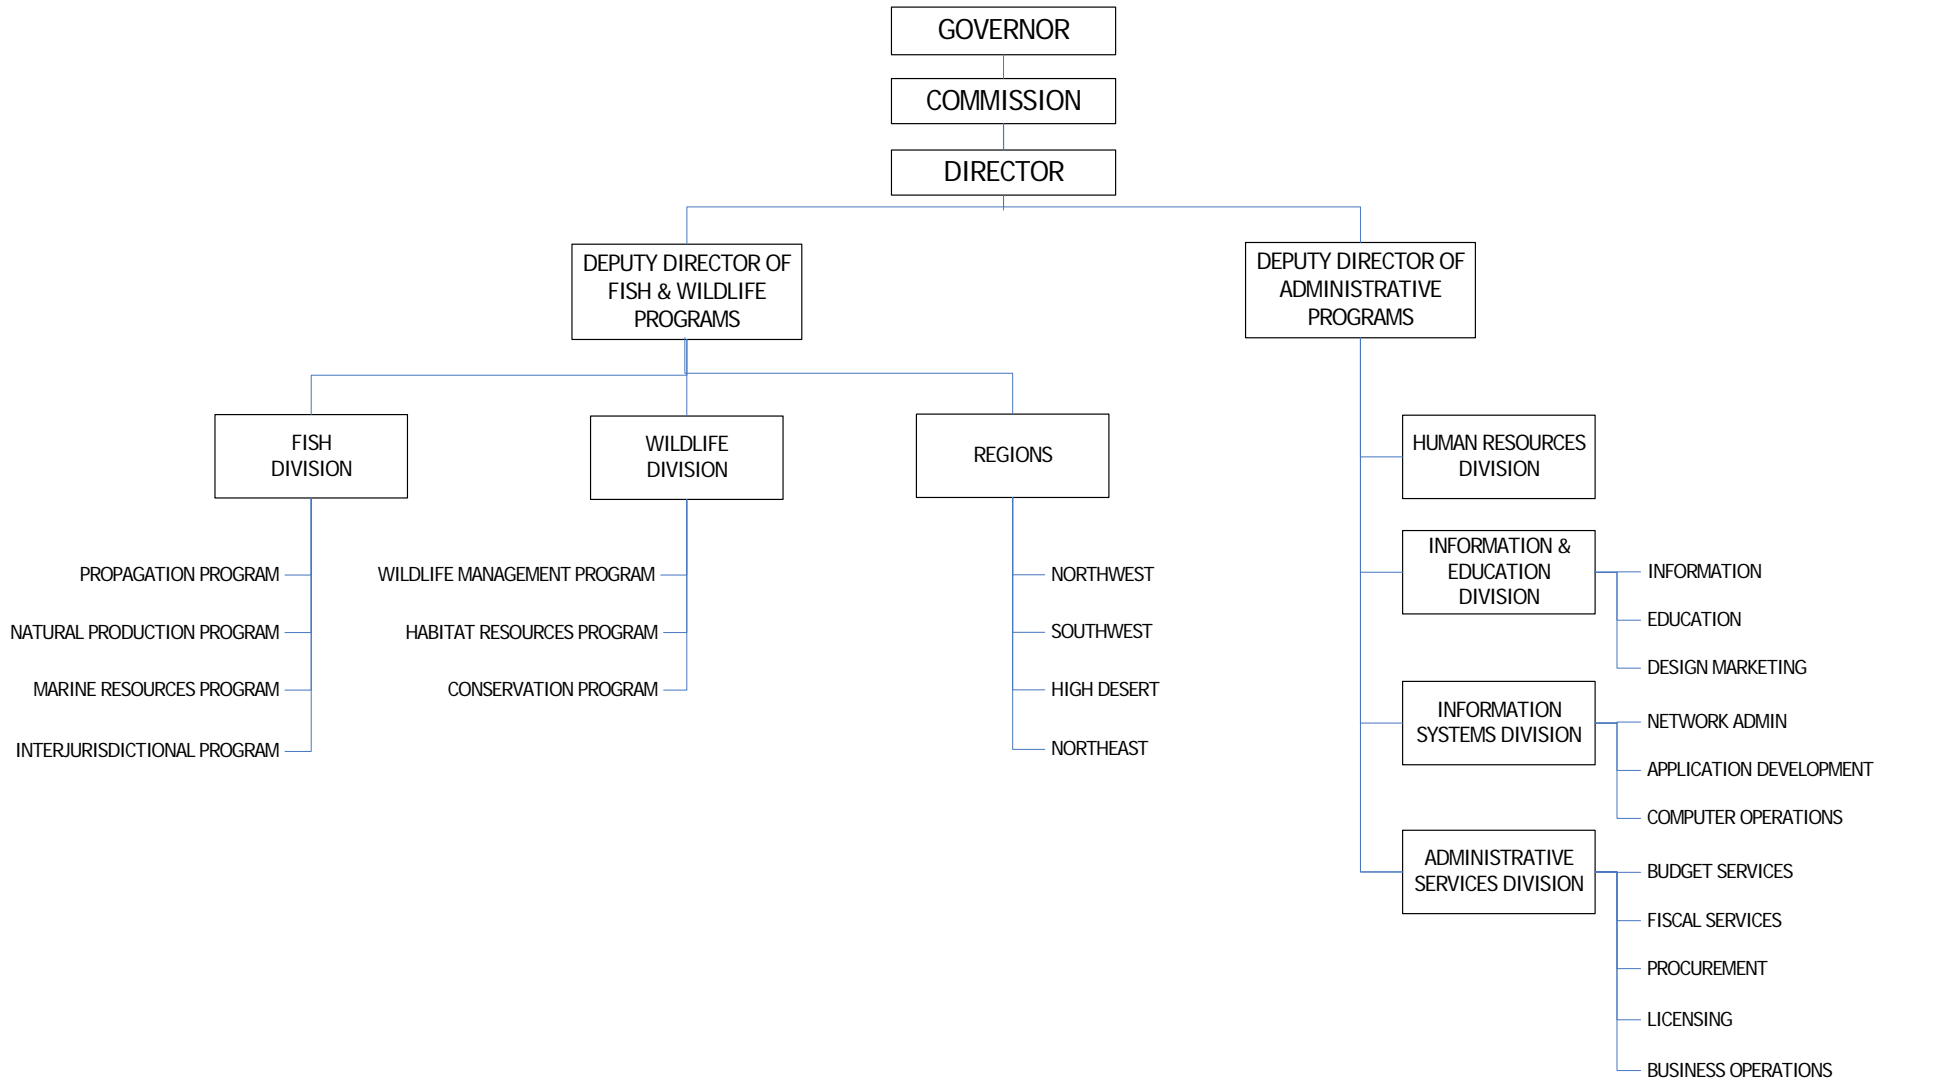 GOVERNOR
COMMISSION
DIRECTOR
DEPUTY DIRECTOR OF
FISH & WILDLIFE
PROGRAMS
DEPUTY DIRECTOR OF
ADMINISTRATIVE
PROGRAMS
FISH
DIVISION
WILDLIFE
DIVISION
REGIONS
PROPAGATION PROGRAM
NATURAL PRODUCTION PROGRAM
MARINE RESOURCES PROGRAM
INTERJURISDICTIONAL PROGRAM
WILDLIFE MANAGEMENT PROGRAM
HABITAT RESOURCES PROGRAM
CONSERVATION PROGRAM
NORTHWEST
SOUTHWEST
HIGH DESERT
NORTHEAST
HUMAN RESOURCES
DIVISION
INFORMATION &
EDUCATION
DIVISION
INFORMATION
EDUCATION
DESIGN MARKETING
INFORMATION
SYSTEMS DIVISION
NETWORK ADMIN
APPLICATION DEVELOPMENT
COMPUTER OPERATIONS
ADMINISTRATIVE
SERVICES DIVISION
BUDGET SERVICES
FISCAL SERVICES
PROCUREMENT
LICENSING
BUSINESS OPERATIONS